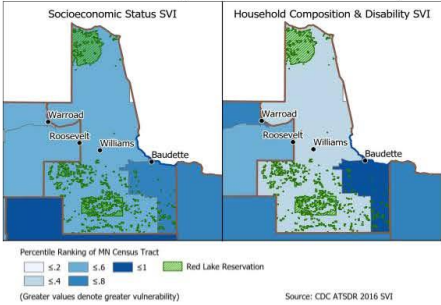 Socioeconomic Status SVI
Household Composition & Disability SVI
Warroad
Roosevelt
Williams
Baudette
Warroad
Roosevelt
Williams
Baudette
Percentile Ranking of MN Census Tract
≤.2
≤.6
≤1
Red Lake Reservation
≤.4
≤.8
(Greater values denote greater vulnerability)
Source: CDC ATSDR 2016 SVI